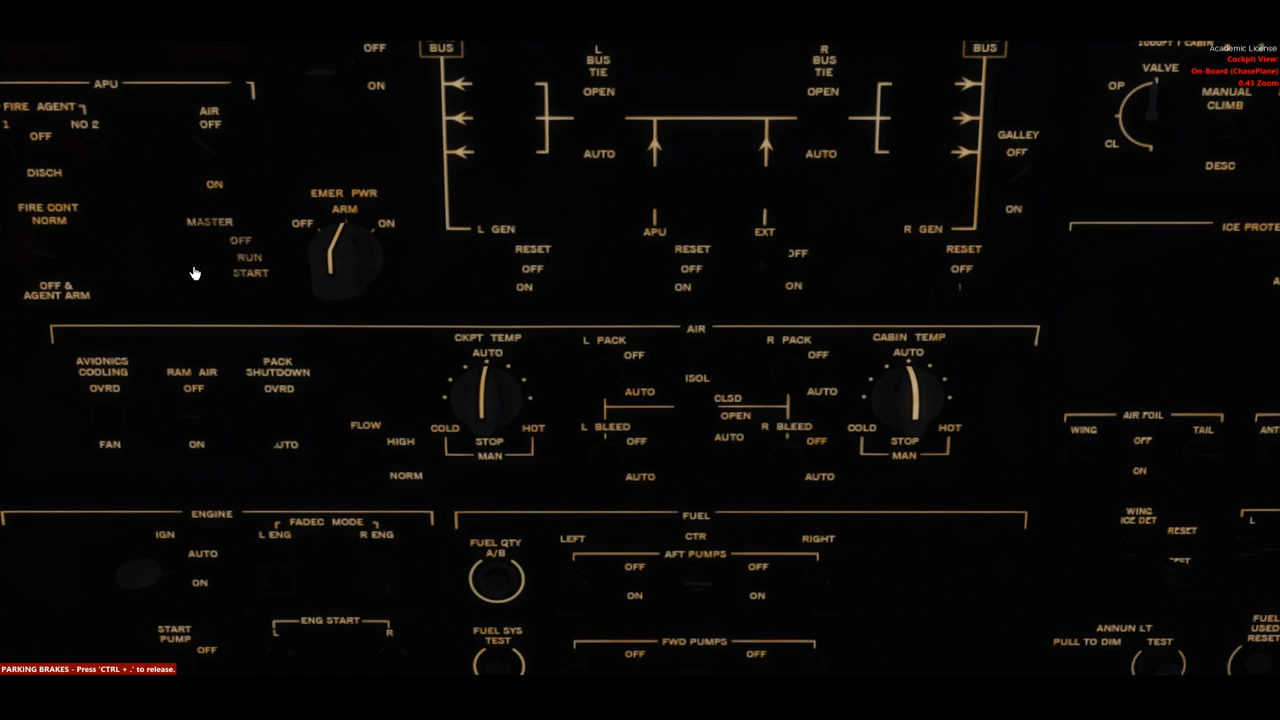 OFF
ON
BUS
L
BUS
TIE
OPEN
AUTO
R
BUS
TIE
OPEN
AUTO
BUS
Academic License
Cockpit View:
On-Board (ChasePlane)
0.43 Zoom
VALVE
OP
CL
MANUAL
CLIMB
DESC
APU
FIRE AGENT
1
NO 2
OFF
DISCH
FIRE CONT
NORM
OFF &
AGENT ARM
AIR
OFF
ON
MASTER
OFF
RUN
START
EMER PWR
ARM
OFF
ON
L GEN
RESET
OFF
ON
APU
RESET
OFF
ON
EXT
OFF
ON
R GEN
RESET
OFF
GALLEY
OFF
ON
ICE PROTE
AIR
AVIONICS
COOLING
OVRD
FAN
RAM AIR
OFF
ON
PACK
SHUTDOWN
OVRD
AUTO
FLOW
HIGH
NORM
CKPT TEMP
AUTO
COLD
HOT
STOP
MAN
L PACK
OFF
AUTO
ISOL
CLSD
OPEN
AUTO
R PACK
OFF
AUTO
L BLEED
OFF
AUTO
R BLEED
OFF
AUTO
CABIN TEMP
AUTO
COLD
HOT
STOP
MAN
AIR FOIL
WING
OFF
ON
TAIL
ANT
WING
ICE DET
RESET
TEST
L
ENGINE
IGN
AUTO
ON
FADEC MODE
L ENG
R ENG
START
PUMP
OFF
ENG START
L
R
FUEL
FUEL QTY
A/B
LEFT
CTR
RIGHT
AFT PUMPS
OFF
OFF
ON
ON
FUEL SYS
TEST
FWD PUMPS
OFF
OFF
ANNUN LT
PULL TO DIM
TEST
FUEL
USED
RESET
PARKING BRAKES - Press 'CTRL + .' to release.